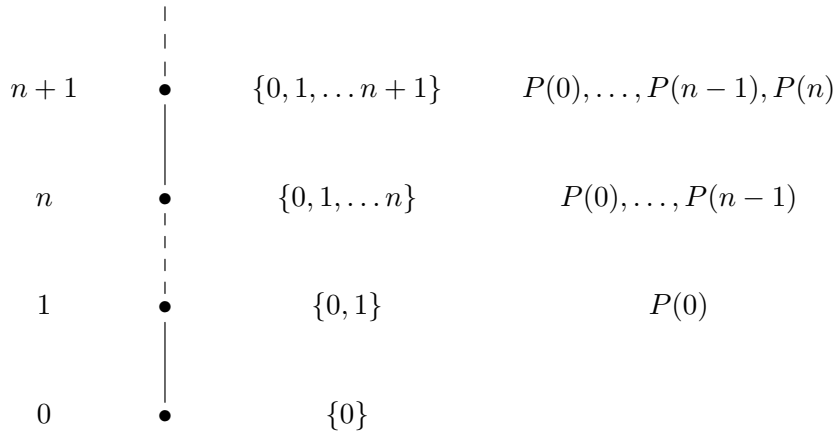 n + 1 {0, 1, . . . n + 1} P(0), . . . , P(n − 1), P(n)
n {0, 1, . . . n} P(0), . . . , P(n − 1)
1 {0, 1} P(0)
0 {0}